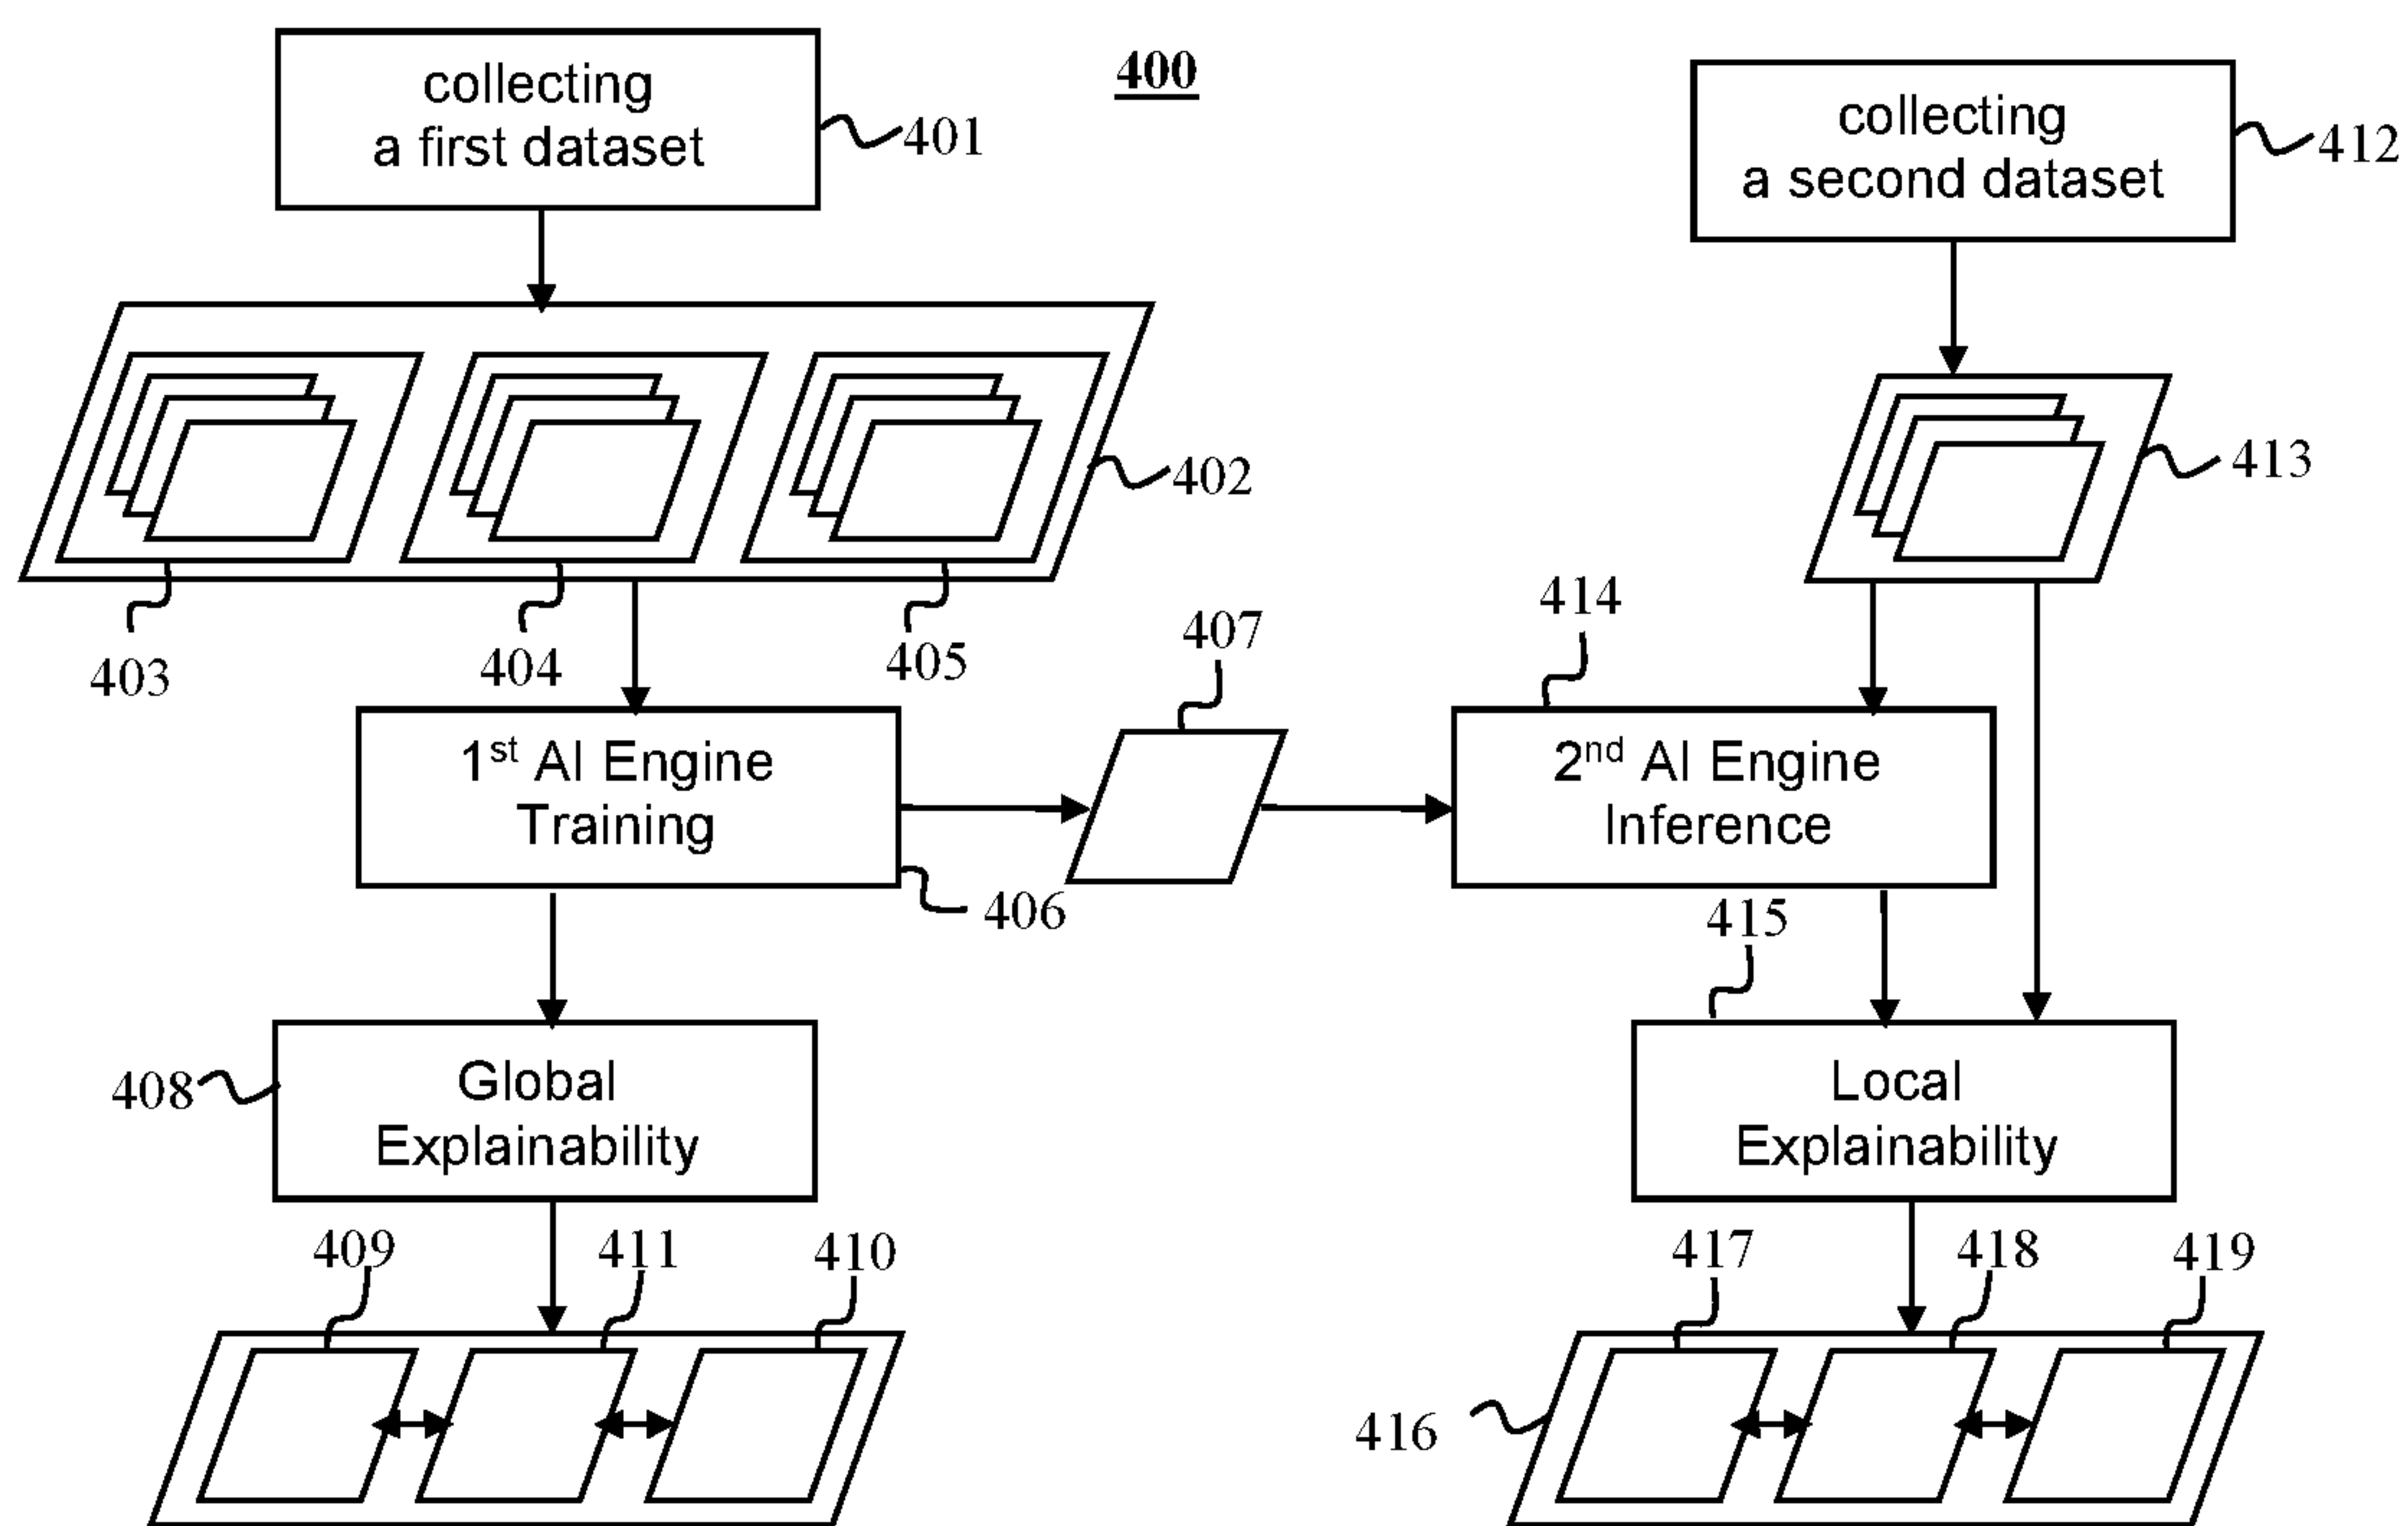 400
collecting
a first dataset
401
collecting
a second dataset
412
402
413
403
404
405
407
414
1st AI Engine
Training
406
2nd AI Engine
Inference
415
408
Global
Explainability
Local
Explainability
409
411
410
417
418
419
416